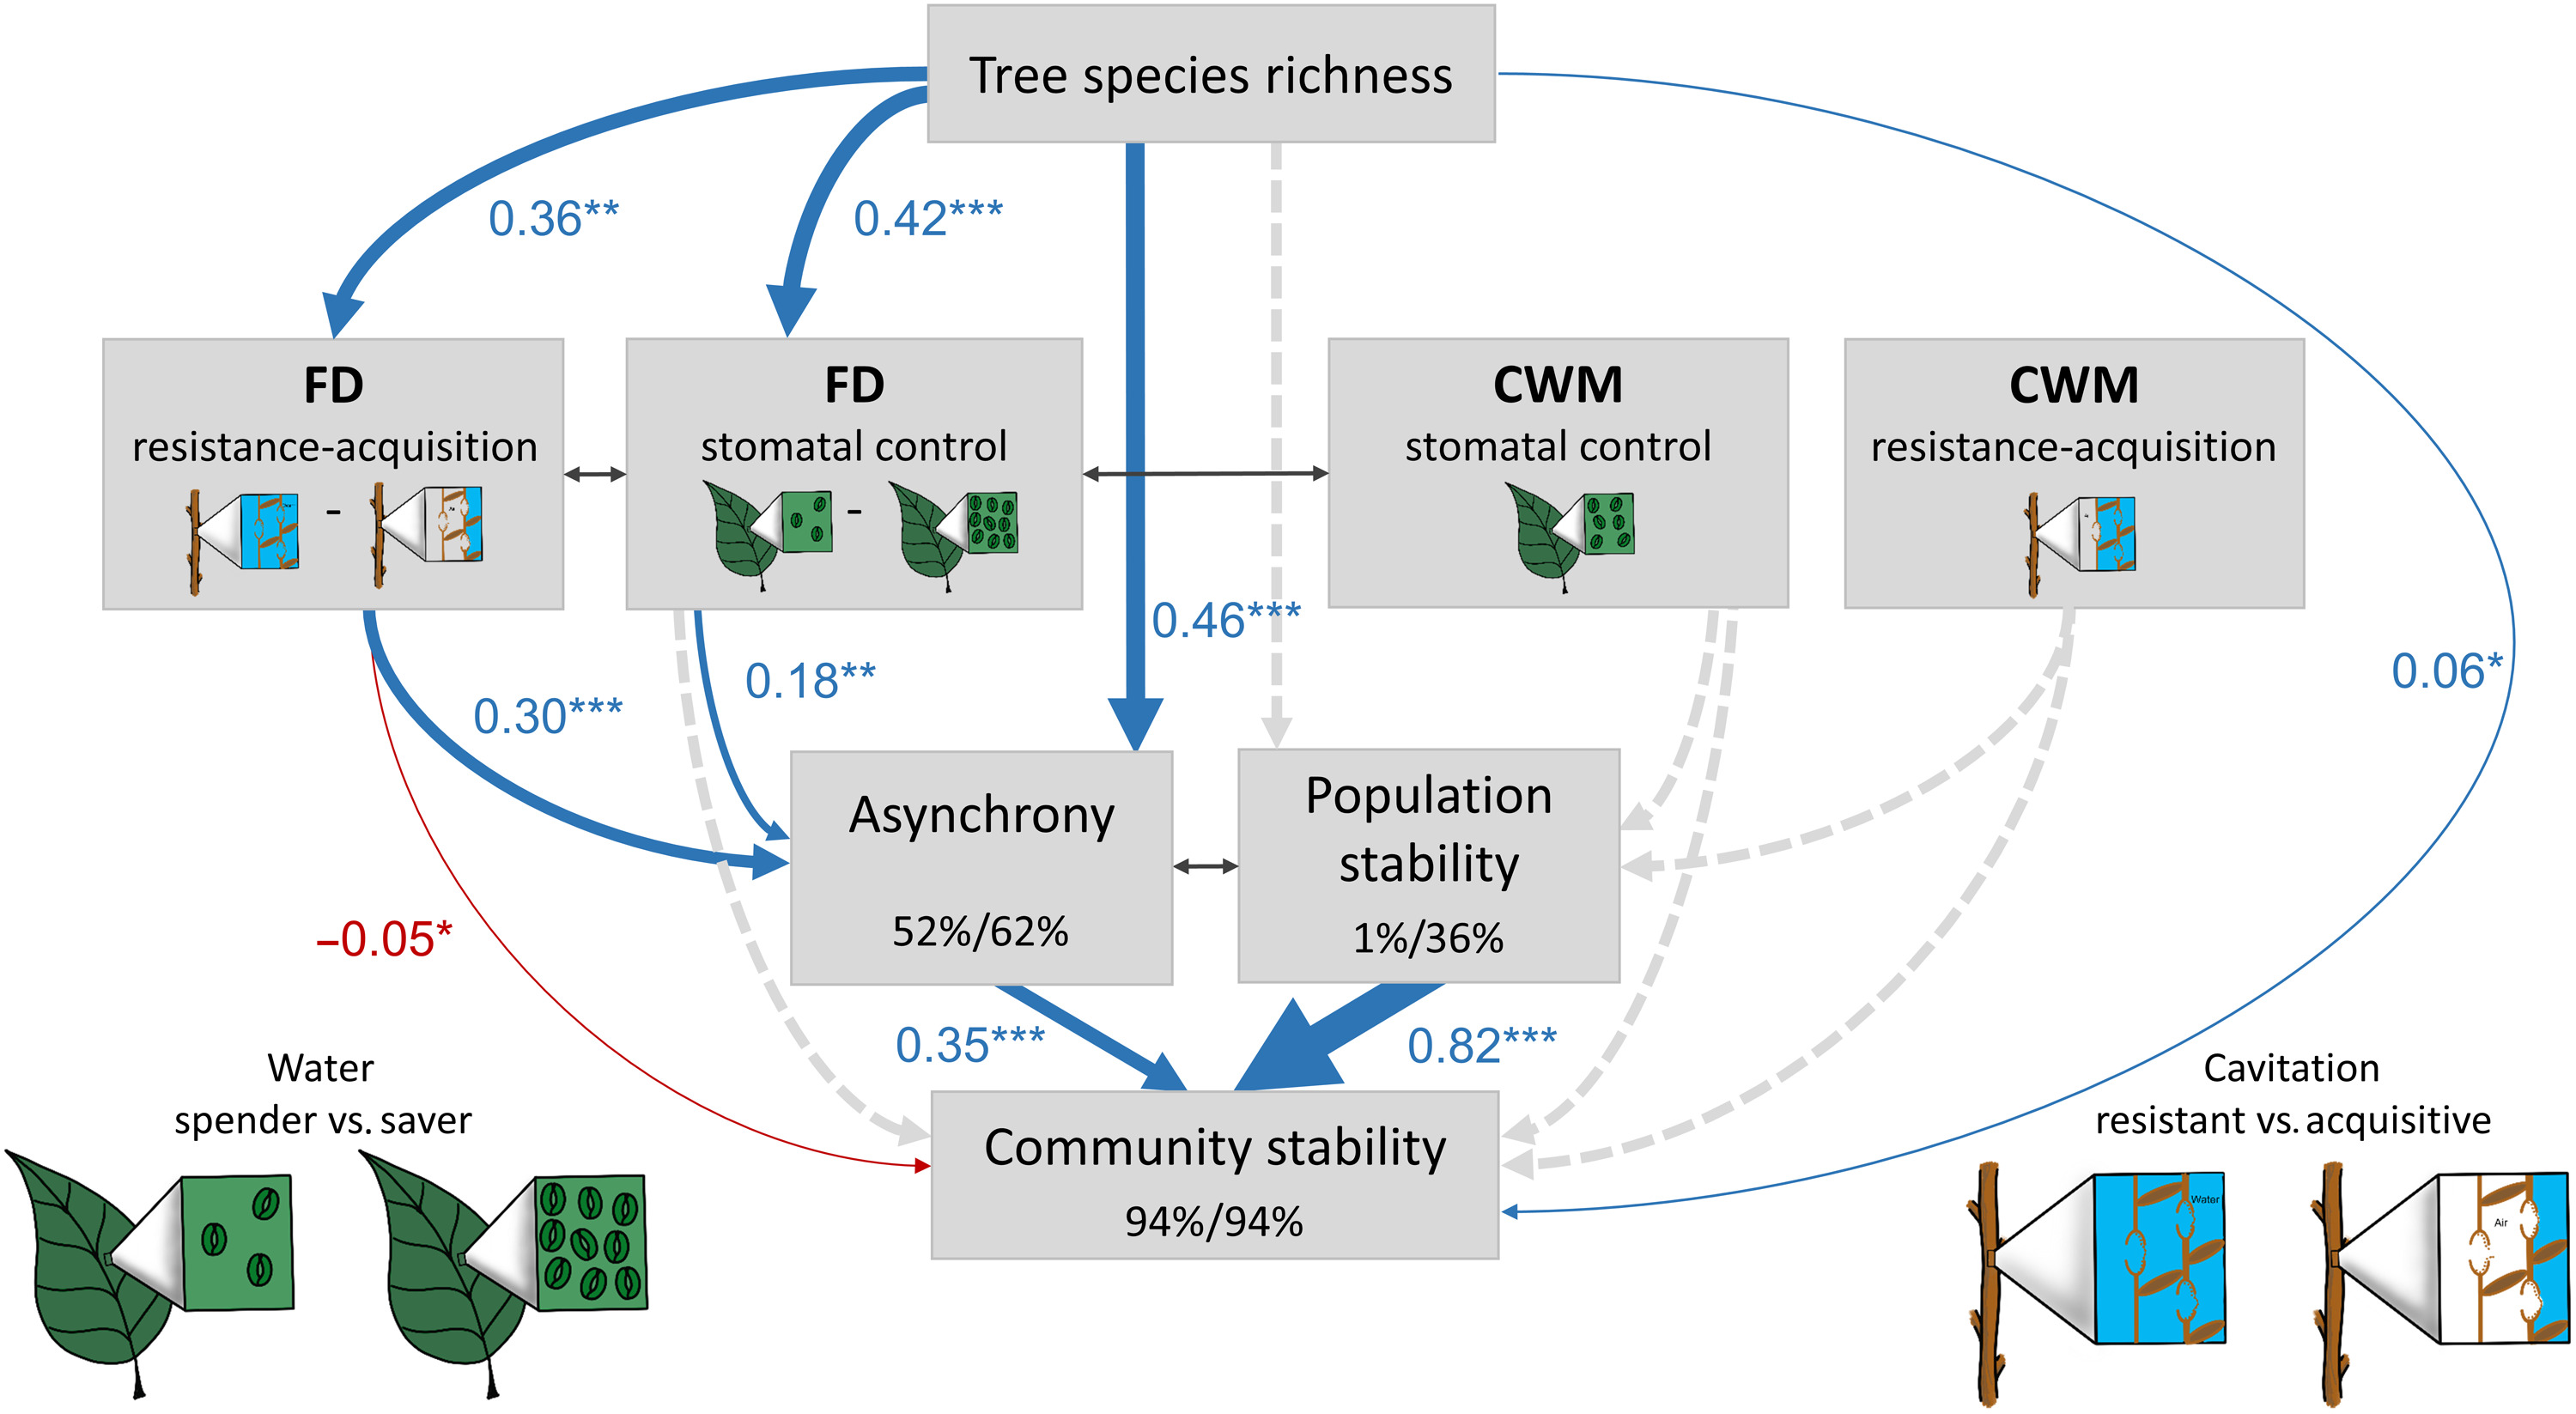 Tree species richness
0.36**
0.42***
FD
resistance-acquisition
-
FD
stomatal control
-
CWM
stomatal control
CWM
resistance-acquisition
0.46***
0.18**
0.30***
0.06*
Asynchrony
52%/62%
Population
stability
1%/36%
−0.05*
0.35***
0.82***
Water
spender vs. saver
Community stability
94%/94%
Cavitation
resistant vs. acquisitive
Water
Air